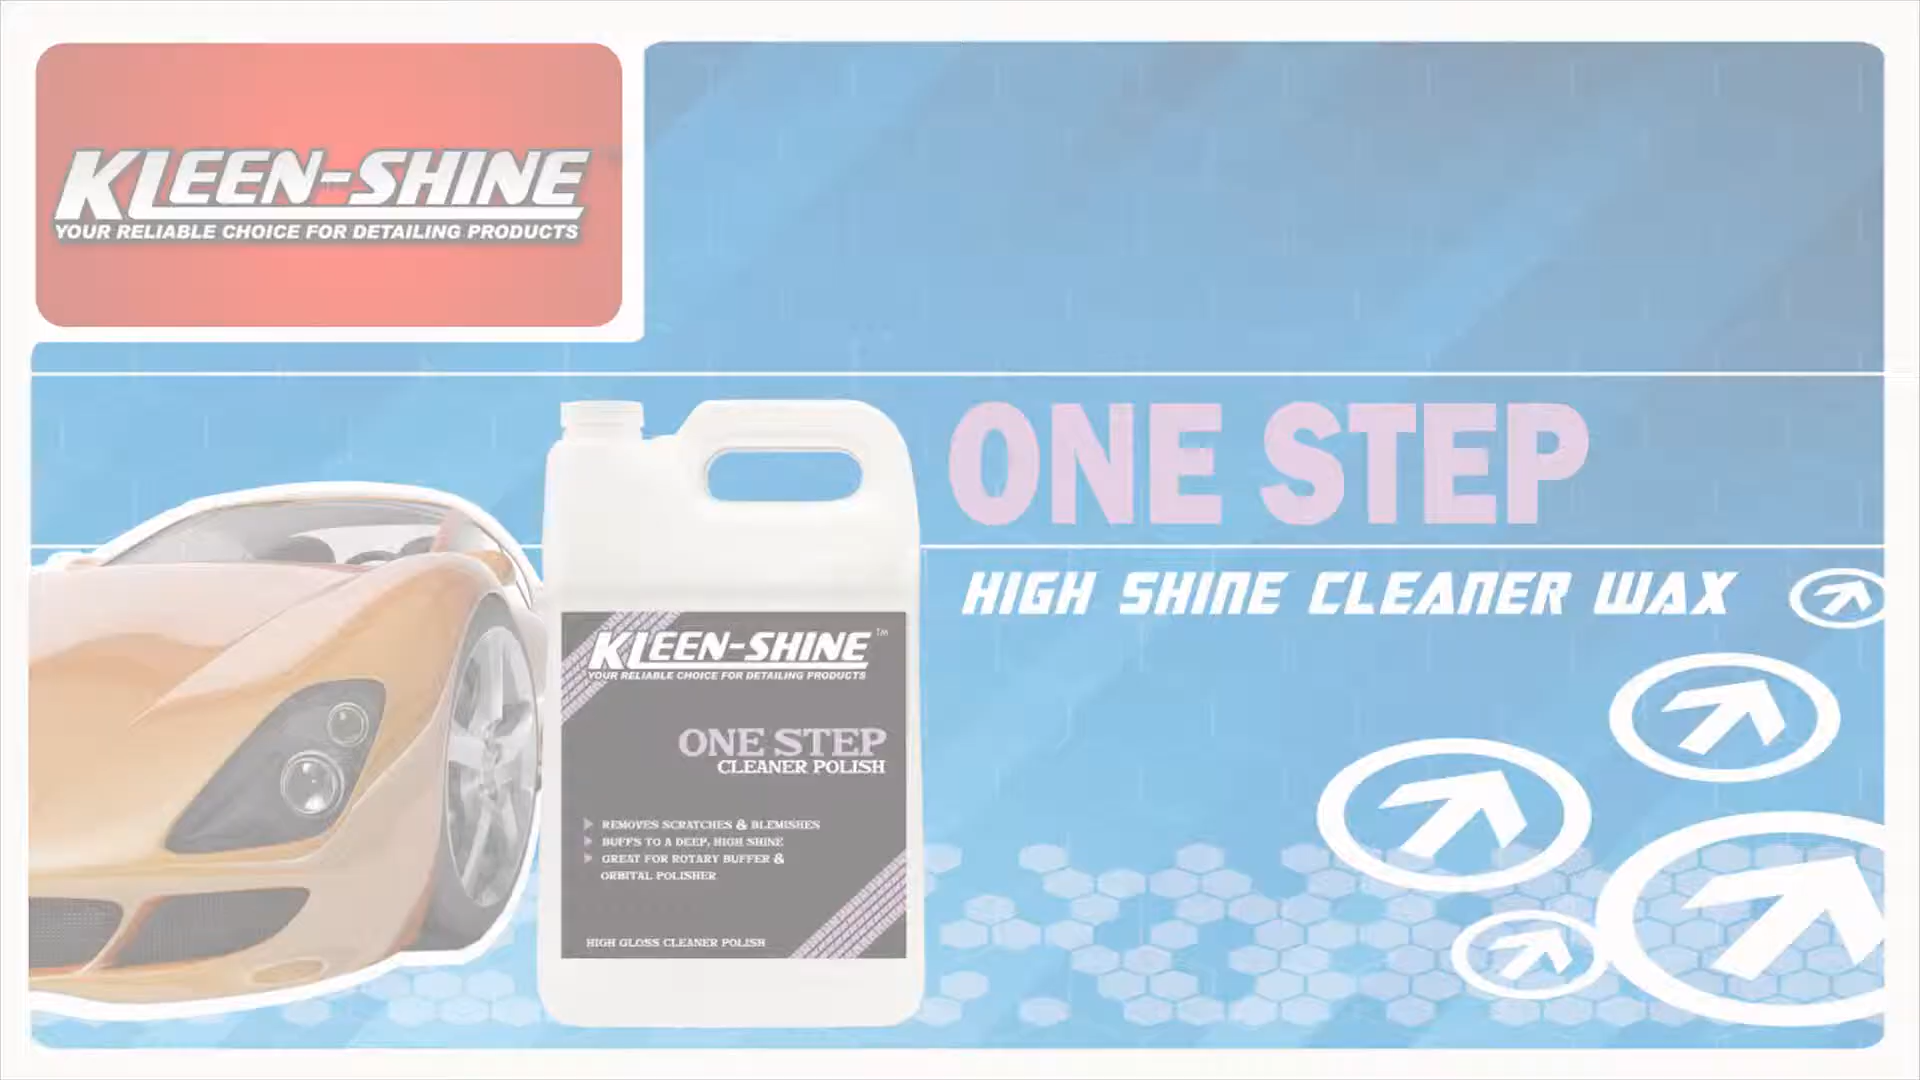 KLEEN-SHINE
YOUR RELIABLE CHOICE FOR DETAILING PRODUCTS
ONE STEP
HIGH SHINE CLEANER WAX
KLEEN-SHINE™
YOUR RELIABLE CHOICE FOR DETAILING PRODUCTS
ONE STEP
CLEANER POLISH
REMOVES SCRATCHES & BLEMISHES
BUFFS TO A DEEP, HIGH SHINE
GREAT FOR ROTARY BUFFER &
ORBITAL POLISHER
HIGH GLOSS CLEANER POLISH